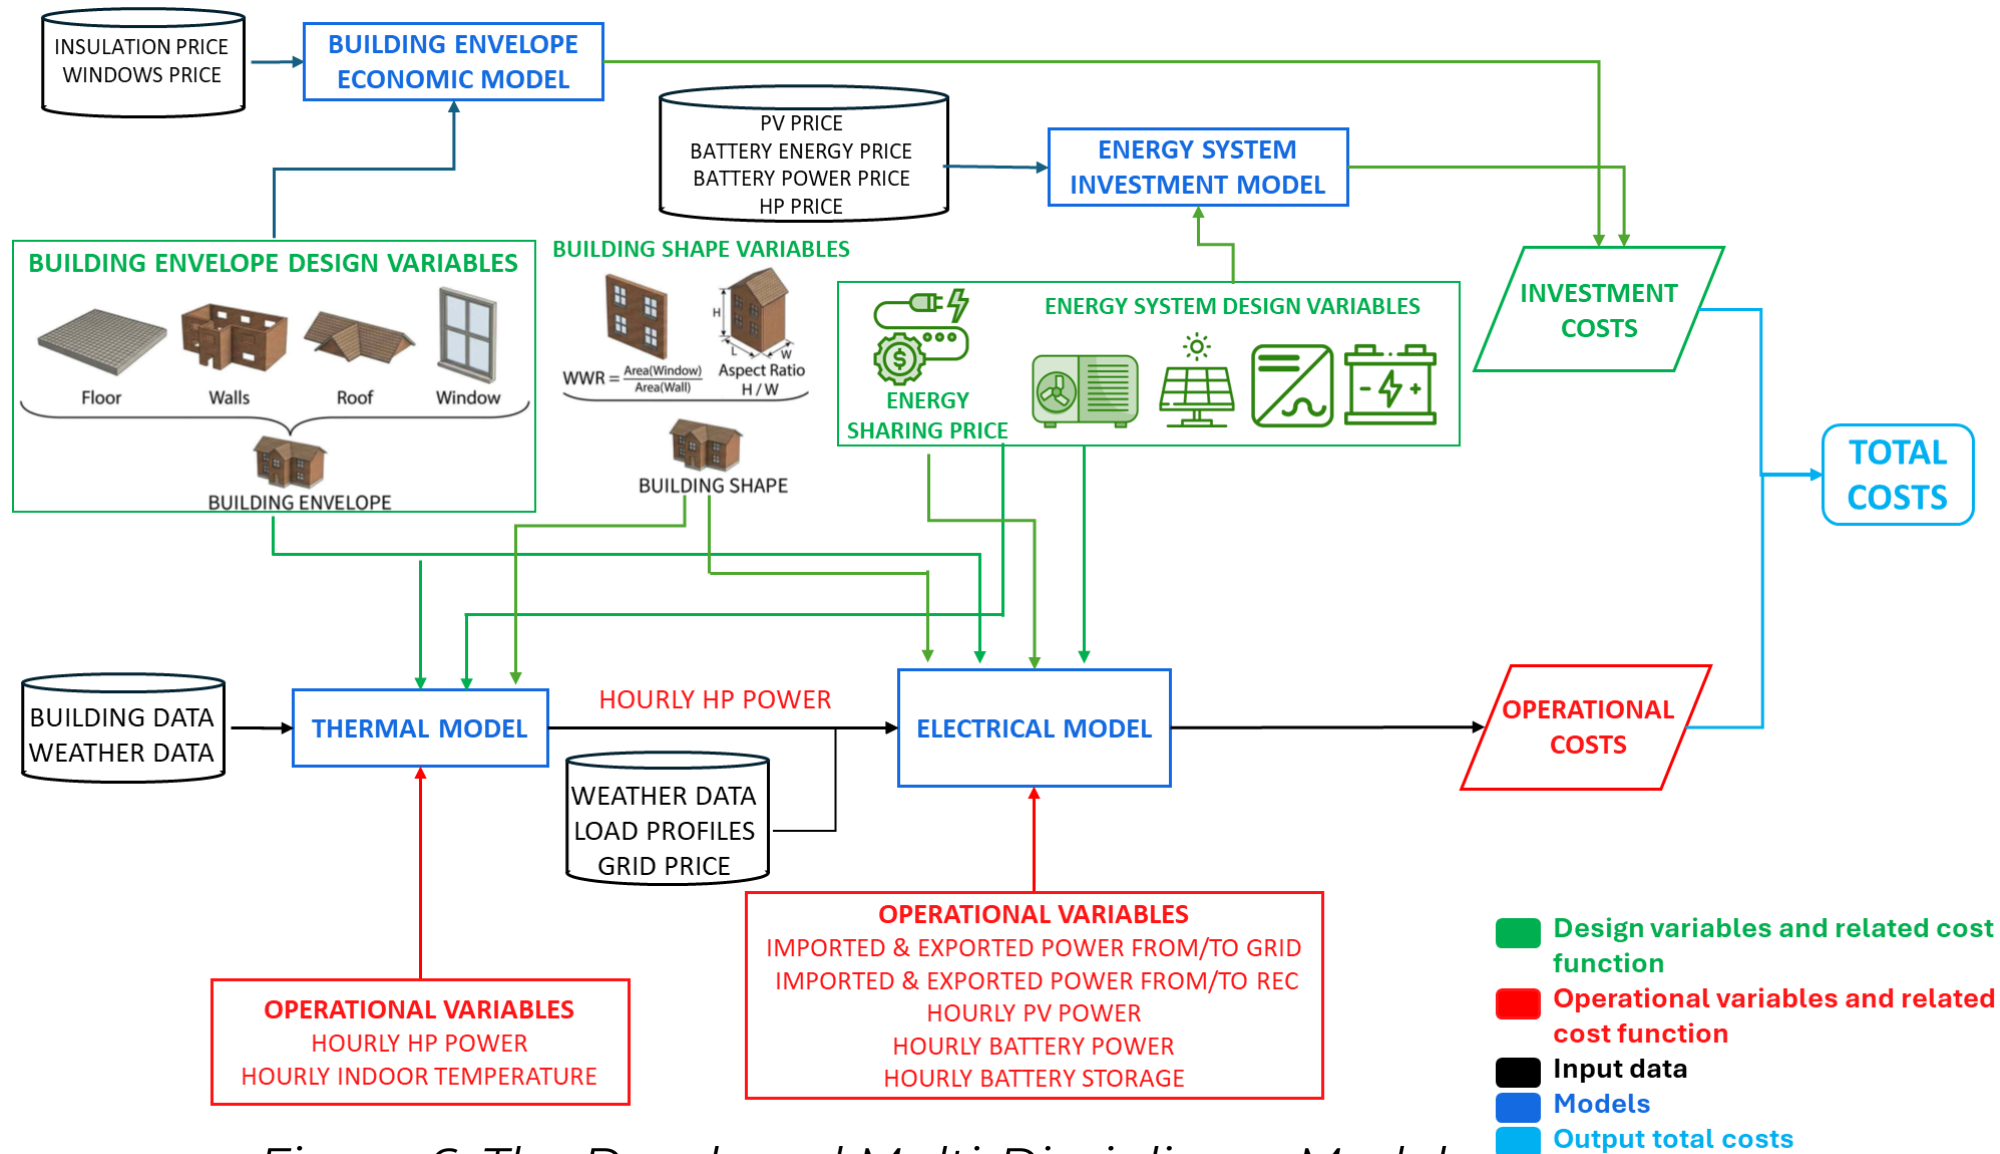 INSULATION PRICE
WINDOWS PRICE
BUILDING ENVELOPE
ECONOMIC MODEL
PV PRICE
BATTERY ENERGY PRICE
BATTERY POWER PRICE
HP PRICE
ENERGY SYSTEM
INVESTMENT MODEL
BUILDING ENVELOPE DESIGN VARIABLES
Floor
Walls
Roof
Window
BUILDING ENVELOPE
BUILDING SHAPE VARIABLES
H
L
W
WWR = Area(Window)
Area(Wall)
Aspect Ratio
H / W
BUILDING SHAPE
ENERGY SYSTEM DESIGN VARIABLES
$
ENERGY
SHARING PRICE
INVESTMENT
COSTS
TOTAL
COSTS
BUILDING DATA
WEATHER DATA
THERMAL MODEL
HOURLY HP POWER
WEATHER DATA
LOAD PROFILES
GRID PRICE
ELECTRICAL MODEL
OPERATIONAL
COSTS
OPERATIONAL VARIABLES
HOURLY HP POWER
HOURLY INDOOR TEMPERATURE
OPERATIONAL VARIABLES
IMPORTED & EXPORTED POWER FROM/TO GRID
IMPORTED & EXPORTED POWER FROM/TO REC
HOURLY PV POWER
HOURLY BATTERY POWER
HOURLY BATTERY STORAGE
Design variables and related cost
function
Operational variables and related
cost function
Input data
Models
Output total costs